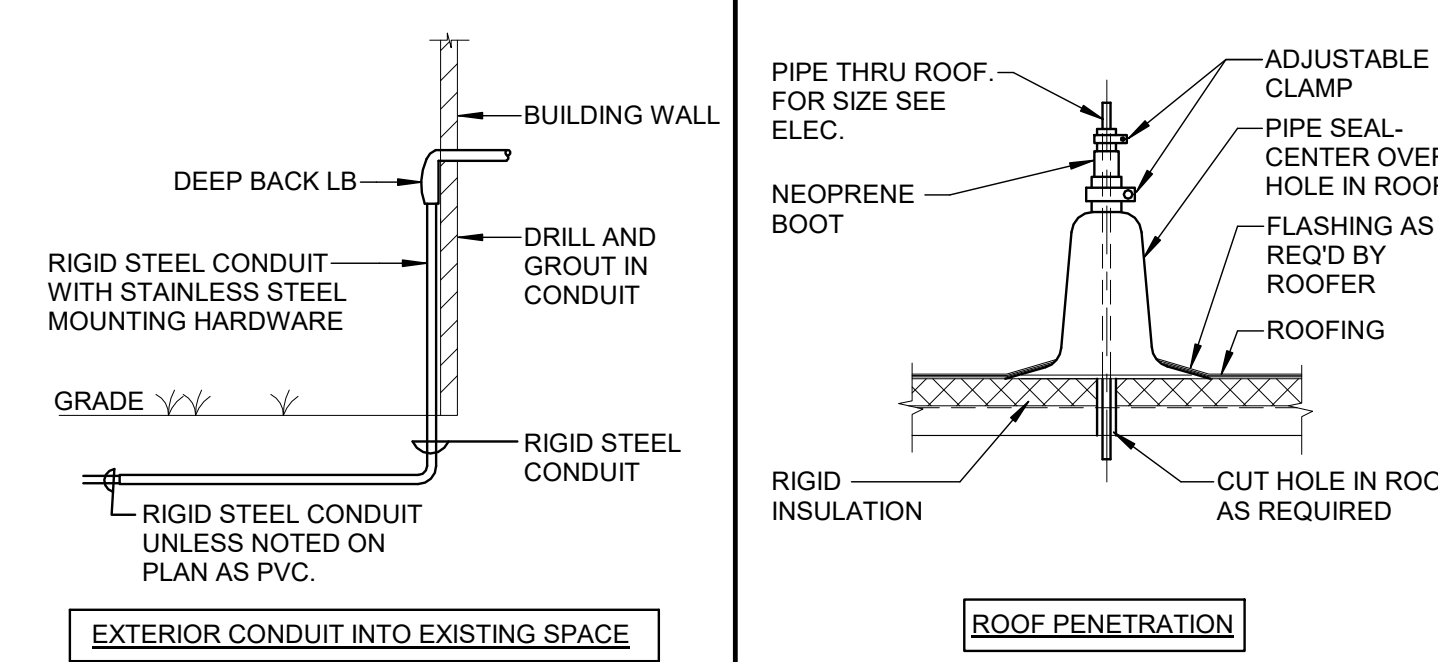 BUILDING WALL
DEEP BACK LB
DRILL AND
GROUT IN
CONDUIT
RIGID STEEL CONDUIT
WITH STAINLESS STEEL
MOUNTING HARDWARE
GRADE
RIGID STEEL
CONDUIT
RIGID STEEL CONDUIT
UNLESS NOTED ON
PLAN AS PVC.
EXTERIOR CONDUIT INTO EXISTING SPACE
PIPE THRU ROOF.
FOR SIZE SEE
ELEC.
NEOPRENE
BOOT
ADJUSTABLE
CLAMP
PIPE SEAL-
CENTER
HOLE IN
FLASHING AS
REQ'D BY
ROOFER
ROOFING
RIGID
INSULATION
CUT HOLE IN
AS REQUIRED
ROOF PENETRATION